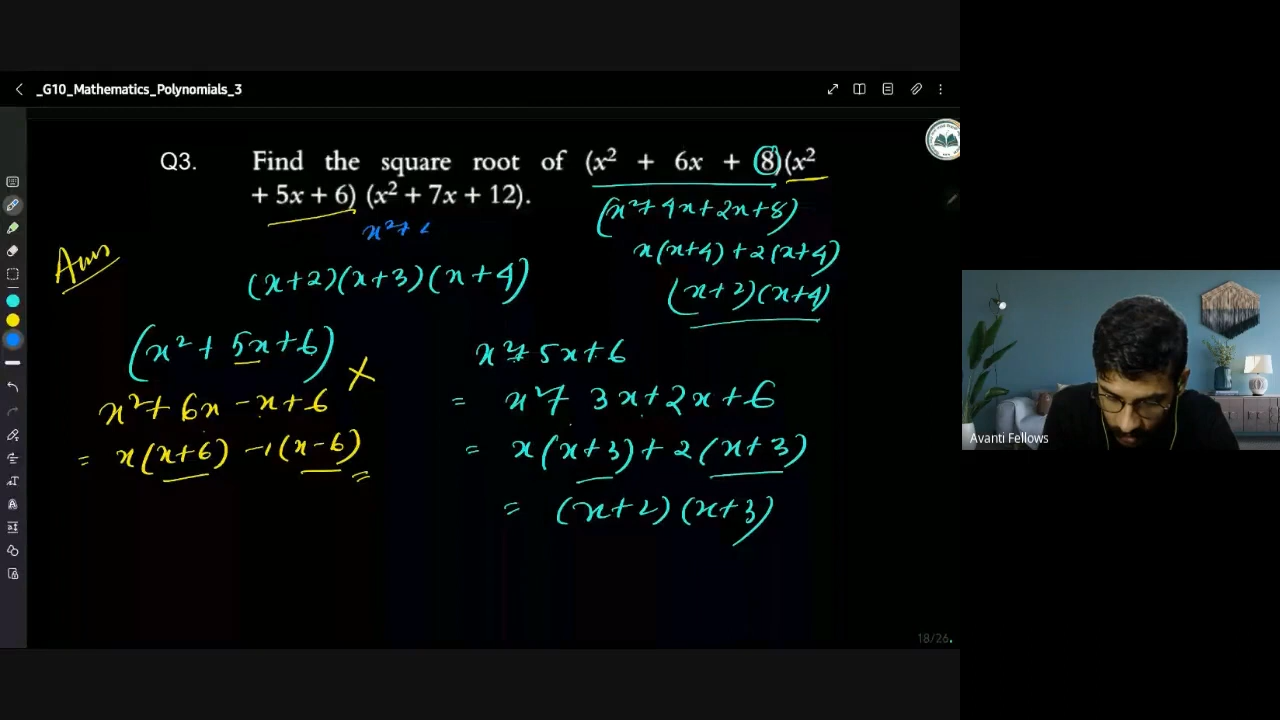 _G10_Mathematics_Polynomials_3
Q3. Find the square root of (x² + 6x + 8)(x²
+ 5x + 6) (x² + 7x + 12).
(x²+4x+2x+8)
x²+ 4
x(x+4)+2(x+4)
Ans
(x+2)(x+3)(x+4)
(x+2)(x+4)
(x²+ 5x+6)
x²+5x+6
x²+6x -x+6
= x²+ 3x+2x+6
= x(x+6) -1(x-6)
= x(x+3)+2(x+3)
= (x+2)(x+3)
Avanti Fellows
18/26